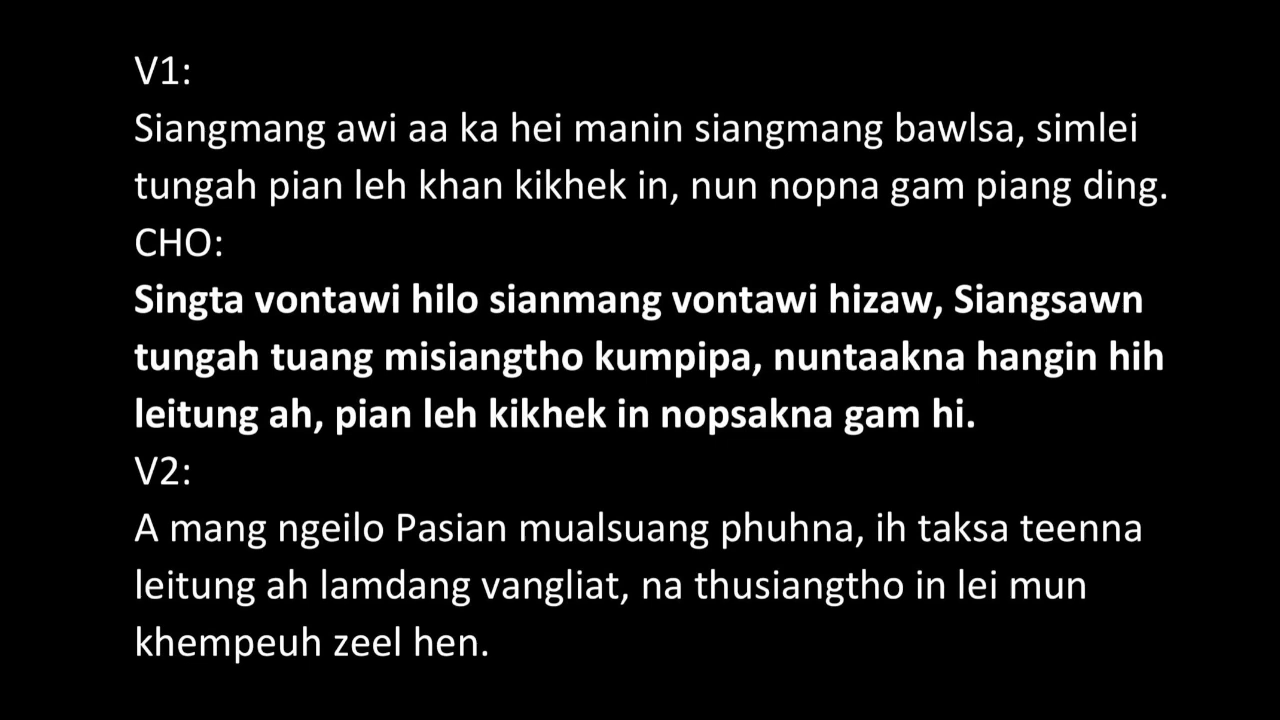 V1:
Siangmang awi aa ka hei manin siangmang bawlsa, simlei
tungah pian leh khan kikhek in, nun nopna gam piang ding.
CHO:
Singta vontawi hilo sianmang vontawi hizaw, Siangsawn
tungah tuang misiangtho kumpipa, nuntaakna hangin hih
leitung ah, pian leh kikhek in nopsakna gam hi.
V2:
A mang ngeilo Pasian mualsuang phuhna, ih taksa teenna
leitung ah lamdang vangliat, na thusiangtho in lei mun
khempeuh zeel hen.